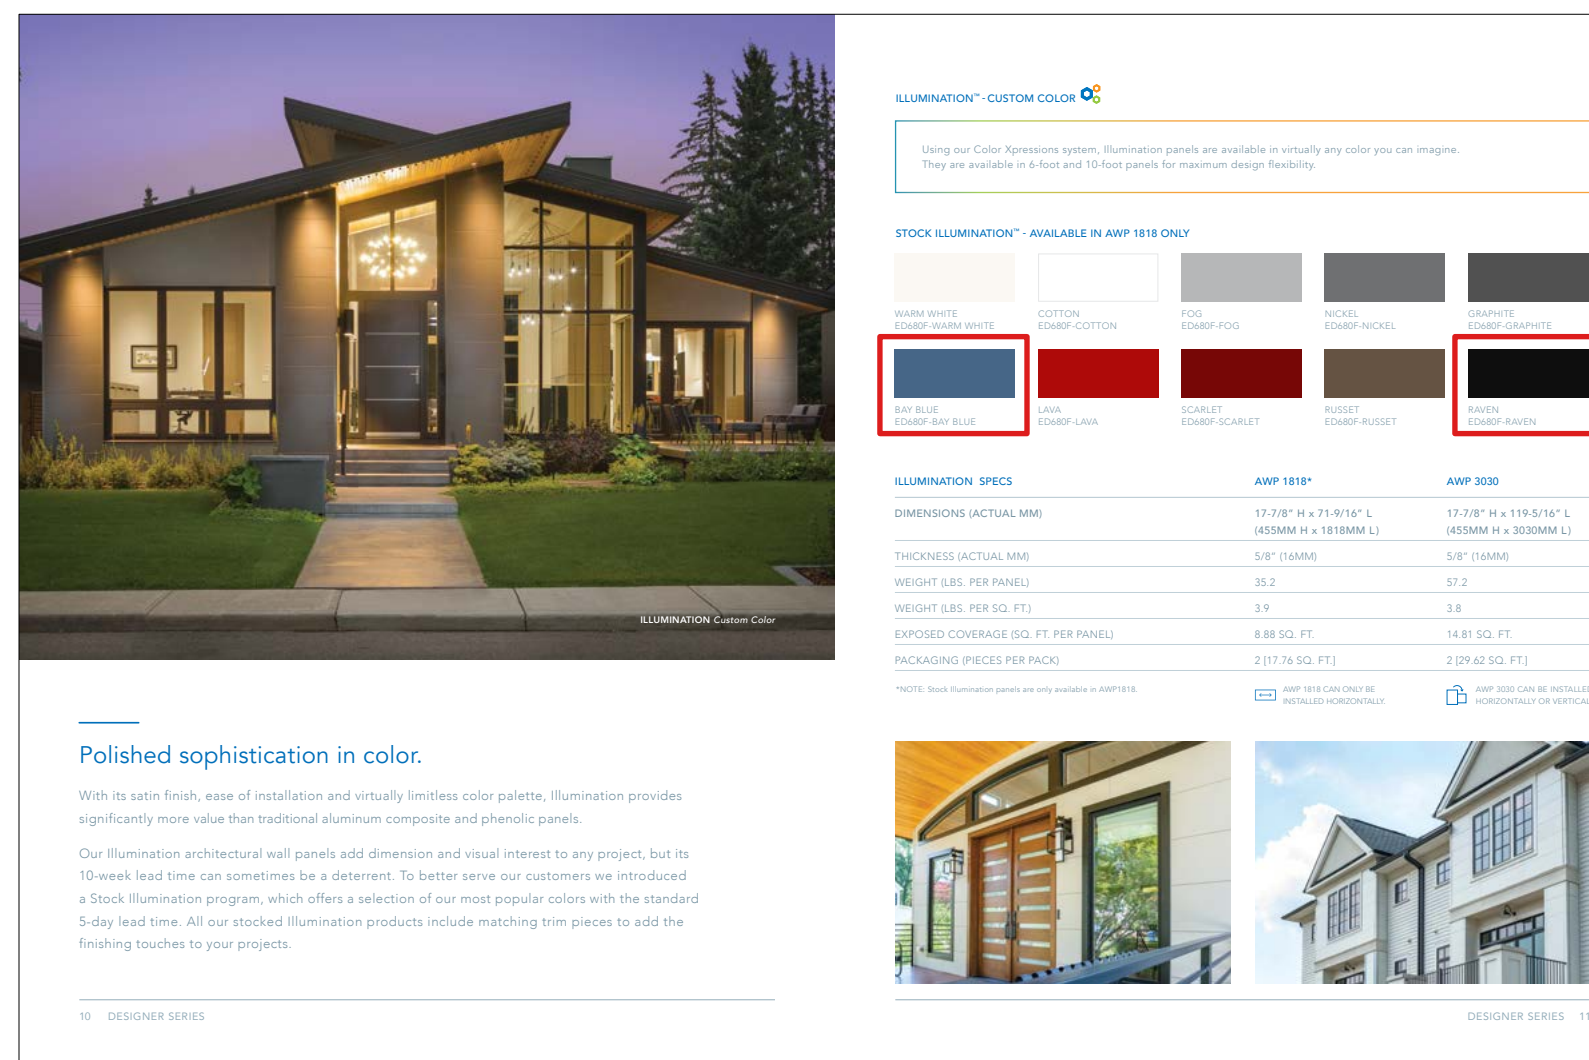 ILLUMINATION Custom Color
Polished sophistication in color.
With its satin finish, ease of installation and virtually limitless color palette, Illumination provides
significantly more value than traditional aluminum composite and phenolic panels.
Our Illumination architectural wall panels add dimension and visual interest to any project, but its
10-week lead time can sometimes be a deterrent. To better serve our customers we introduced
a Stock Illumination program, which offers a selection of our most popular colors with the standard
5-day lead time. All our stocked Illumination products include matching trim pieces to add the
finishing touches to your projects.
10 DESIGNER SERIES
ILLUMINATION™ - CUSTOM COLOR
Using our Color Xpressions system, Illumination panels are available in virtually any color you can imagine.
They are available in 6-foot and 10-foot panels for maximum design flexibility.
STOCK ILLUMINATION™ - AVAILABLE IN AWP 1818 ONLY
WARM WHITE
ED680F-WARM WHITE
COTTON
ED680F-COTTON
FOG
ED680F-FOG
NICKEL
ED680F-NICKEL
GRAPHITE
ED680F-GRAPHITE
BAY BLUE
ED680F-BAY BLUE
LAVA
ED680F-LAVA
SCARLET
ED680F-SCARLET
RUSSET
ED680F-RUSSET
RAVEN
ED680F-RAVEN
ILLUMINATION SPECS AWP 1818* AWP 3030
DIMENSIONS (ACTUAL MM) 17-7/8” H x 71-9/16” L 17-7/8” H x 119-5/16” L
(455MM H x 1818MM L) (455MM H x 3030MM L)
THICKNESS (ACTUAL MM) 5/8” (16MM) 5/8” (16MM)
WEIGHT (LBS. PER PANEL) 35.2 57.2
WEIGHT (LBS. PER SQ. FT.) 3.9 3.8
EXPOSED COVERAGE (SQ. FT. PER PANEL) 8.88 SQ. FT. 14.81 SQ. FT.
PACKAGING (PIECES PER PACK) 2 [17.76 SQ. FT.] 2 [29.62 SQ. FT.]
*NOTE: Stock Illumination panels are only available in AWP1818.
AWP 1818 CAN ONLY BE
INSTALLED HORIZONTALLY.
AWP 3030 CAN BE INSTALLED
HORIZONTALLY OR VERTICAL
DESIGNER SERIES 11